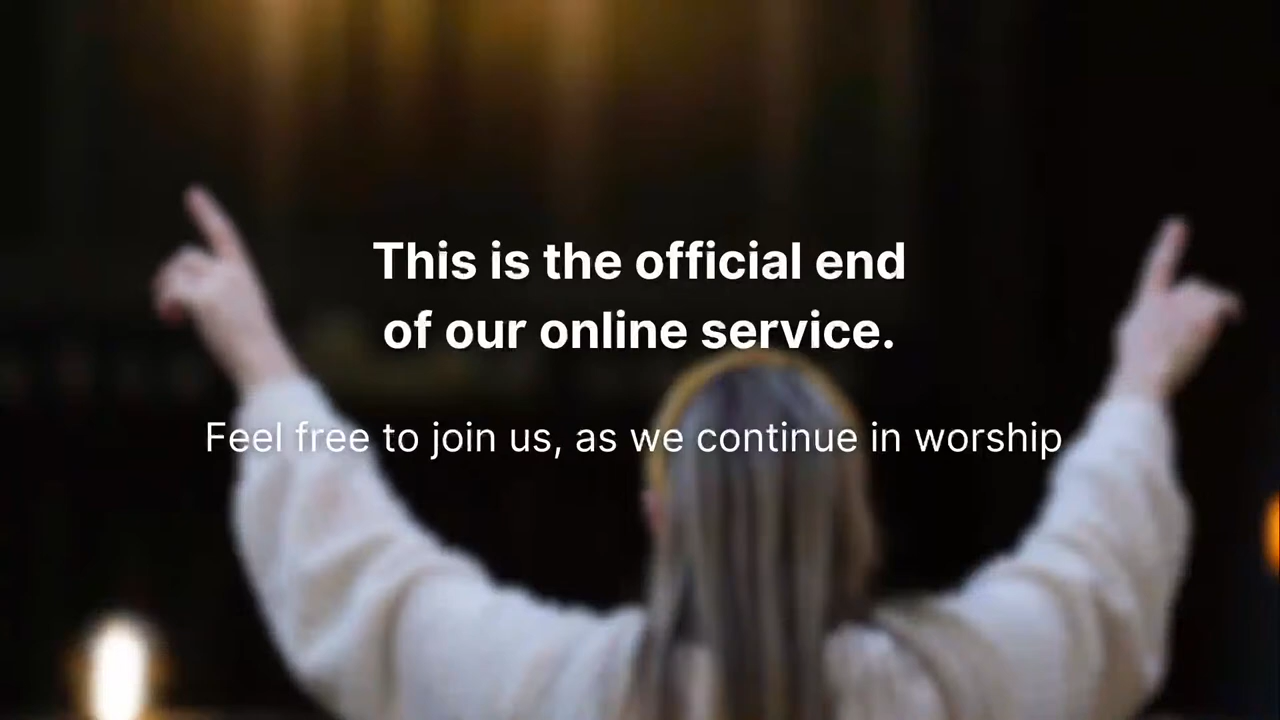 This is the official end
of our online service.
Feel free to join us, as we continue in worship